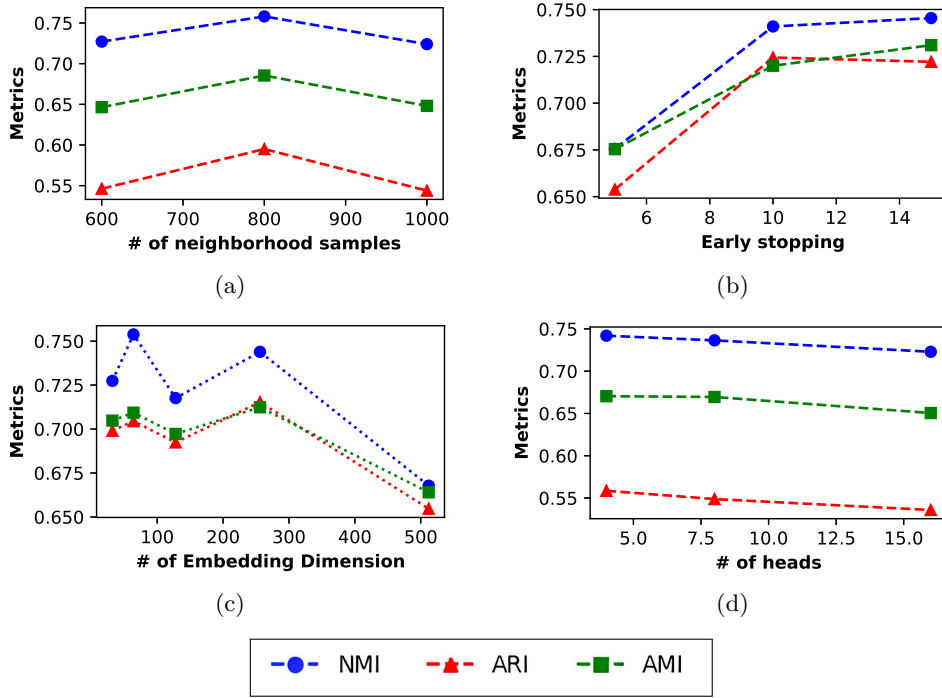 0.75
0.70
0.65
0.60
0.55
Metrics
600 700 800 900 1000
# of neighborhood samples
(a)
0.750
0.725
0.700
0.675
0.650
Metrics
6 8 10 12 14
Early stopping
(b)
0.750
0.725
0.700
0.675
0.650
Metrics
100 200 300 400 500
# of Embedding Dimension
(c)
0.75
0.70
0.65
0.60
0.55
Metrics
5.0 7.5 10.0 12.5 15.0
# of heads
(d)
NMI ARI AMI